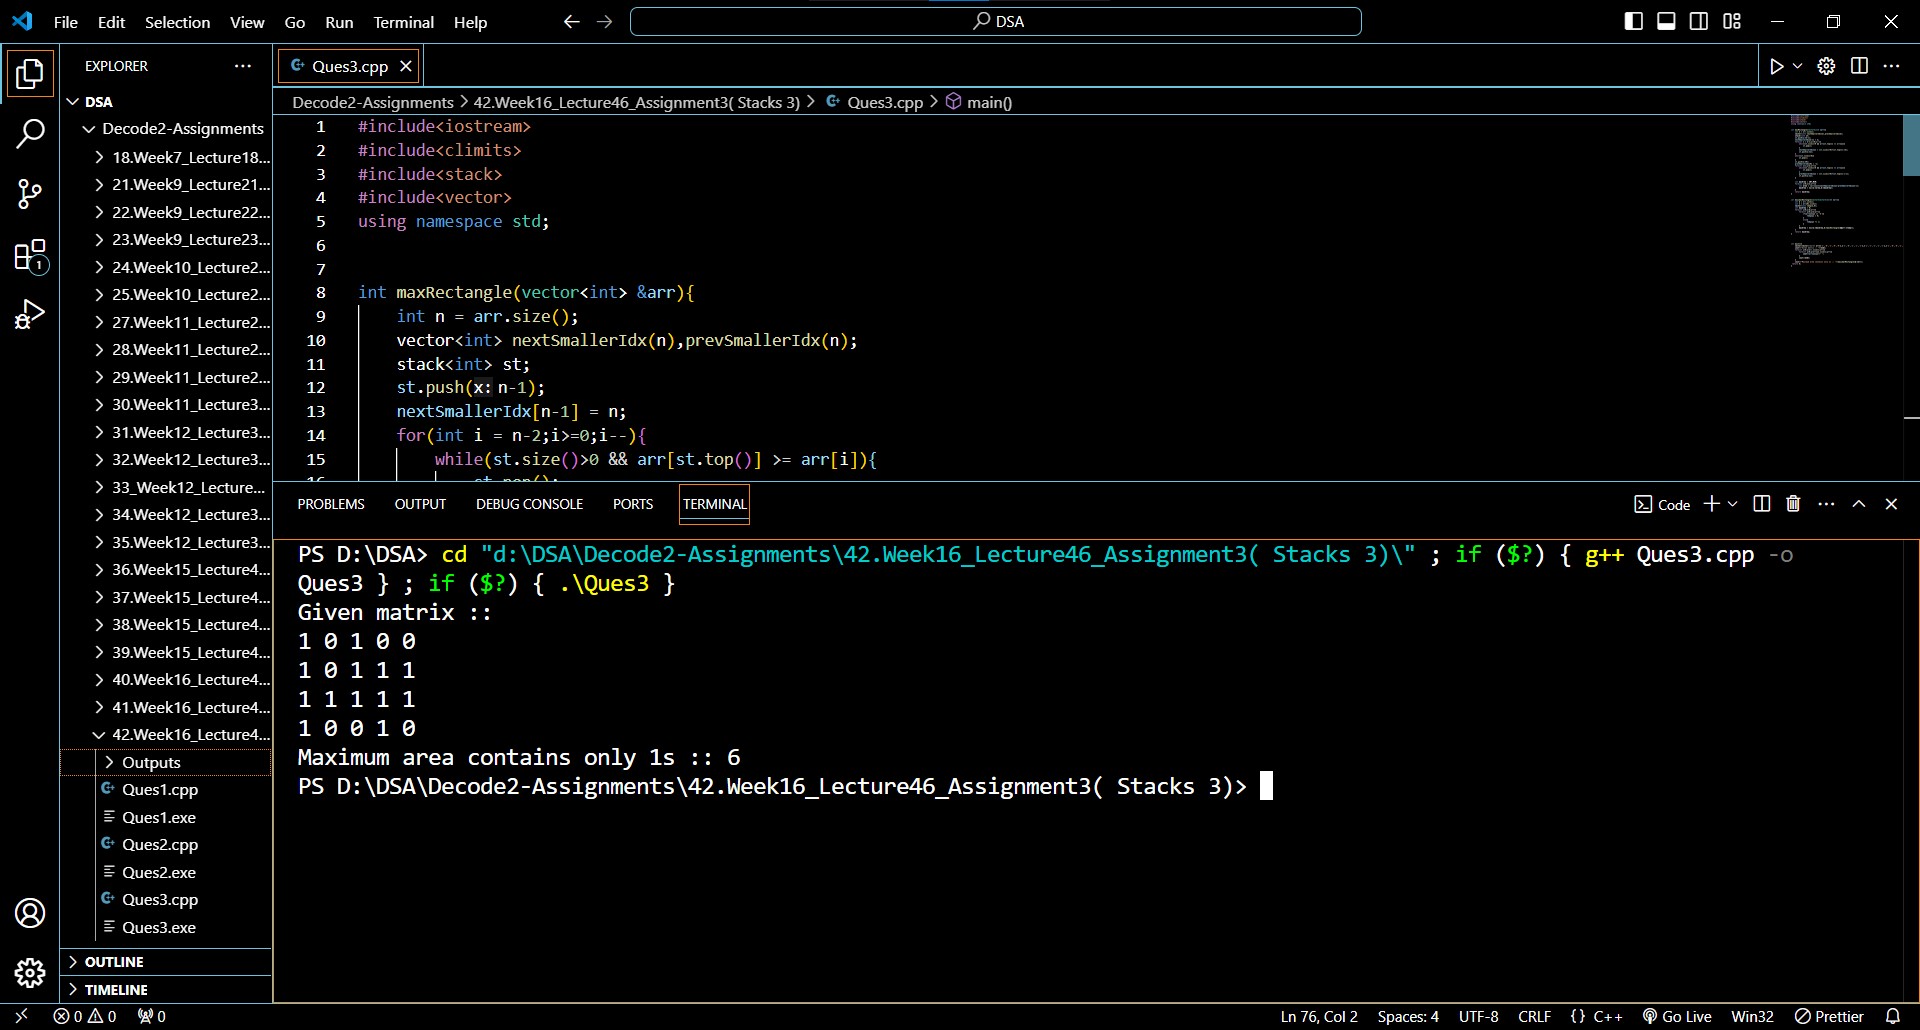 File Edit Selection View Go Run Terminal Help
DSA
EXPLORER
DSA
Decode2-Assignments
18.Week7_Lecture18...
21.Week9_Lecture21...
22.Week9_Lecture22...
23.Week9_Lecture23...
24.Week10_Lecture2...
25.Week10_Lecture2...
27.Week11_Lecture2...
28.Week11_Lecture2...
29.Week11_Lecture2...
30.Week11_Lecture3...
31.Week12_Lecture3...
32.Week12_Lecture3...
33_Week12_Lecture...
34.Week12_Lecture3...
35.Week12_Lecture3...
36.Week15_Lecture4...
37.Week15_Lecture4...
38.Week15_Lecture4...
39.Week15_Lecture4...
40.Week16_Lecture4...
41.Week16_Lecture4...
42.Week16_Lecture4...
Outputs
Ques1.cpp
Ques1.exe
Ques2.cpp
Ques2.exe
Ques3.cpp
Ques3.exe
OUTLINE
TIMELINE
1
Ques3.cpp
Decode2-Assignments > 42.Week16_Lecture46_Assignment3( Stacks 3) > Ques3.cpp > main()
1 #include<iostream>
2 #include<climits>
3 #include<stack>
4 #include<vector>
5 using namespace std;
6
7
8 int maxRectangle(vector<int> &arr){
9 int n = arr.size();
10 vector<int> nextSmallerIdx(n),prevSmallerIdx(n);
11 stack<int> st;
12 st.push(x: n-1);
13 nextSmallerIdx[n-1] = n;
14 for(int i = n-2;i>=0;i--){
15 while(st.size()>0 && arr[st.top()] >= arr[i]){
16 st.pop();
PROBLEMS OUTPUT DEBUG CONSOLE PORTS TERMINAL
Code
PS D:\DSA> cd "d:\DSA\Decode2-Assignments\42.Week16_Lecture46_Assignment3( Stacks 3)\" ; if ($?) { g++ Ques3.cpp -o
Ques3 } ; if ($?) { .\Ques3 }
Given matrix ::
1 0 1 0 0
1 0 1 1 1
1 1 1 1 1
1 0 0 1 0
Maximum area contains only 1s :: 6
PS D:\DSA\Decode2-Assignments\42.Week16_Lecture46_Assignment3( Stacks 3)>
0 0 0
Ln 76, Col 2 Spaces: 4 UTF-8 CRLF {} C++ Go Live Win32 Prettier